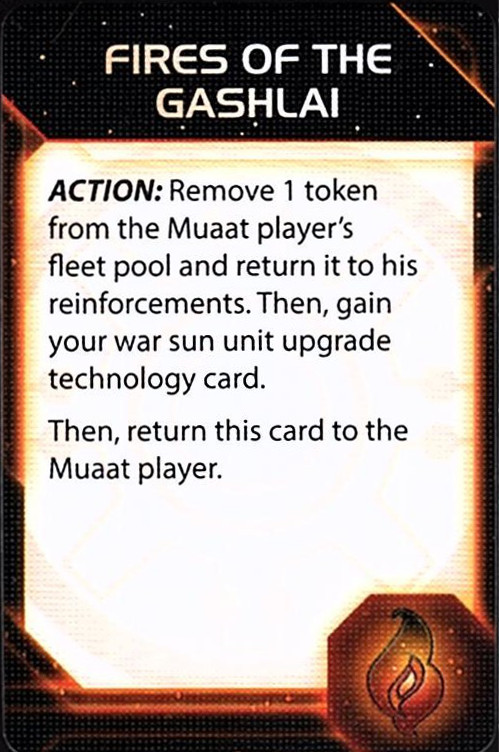 FIRES OF THE
GASHLAI
ACTION: Remove 1 token
from the Muaat player’s
fleet pool and return it to his
reinforcements. Then, gain
your war sun unit upgrade
technology card.
Then, return this card to the
Muaat player.